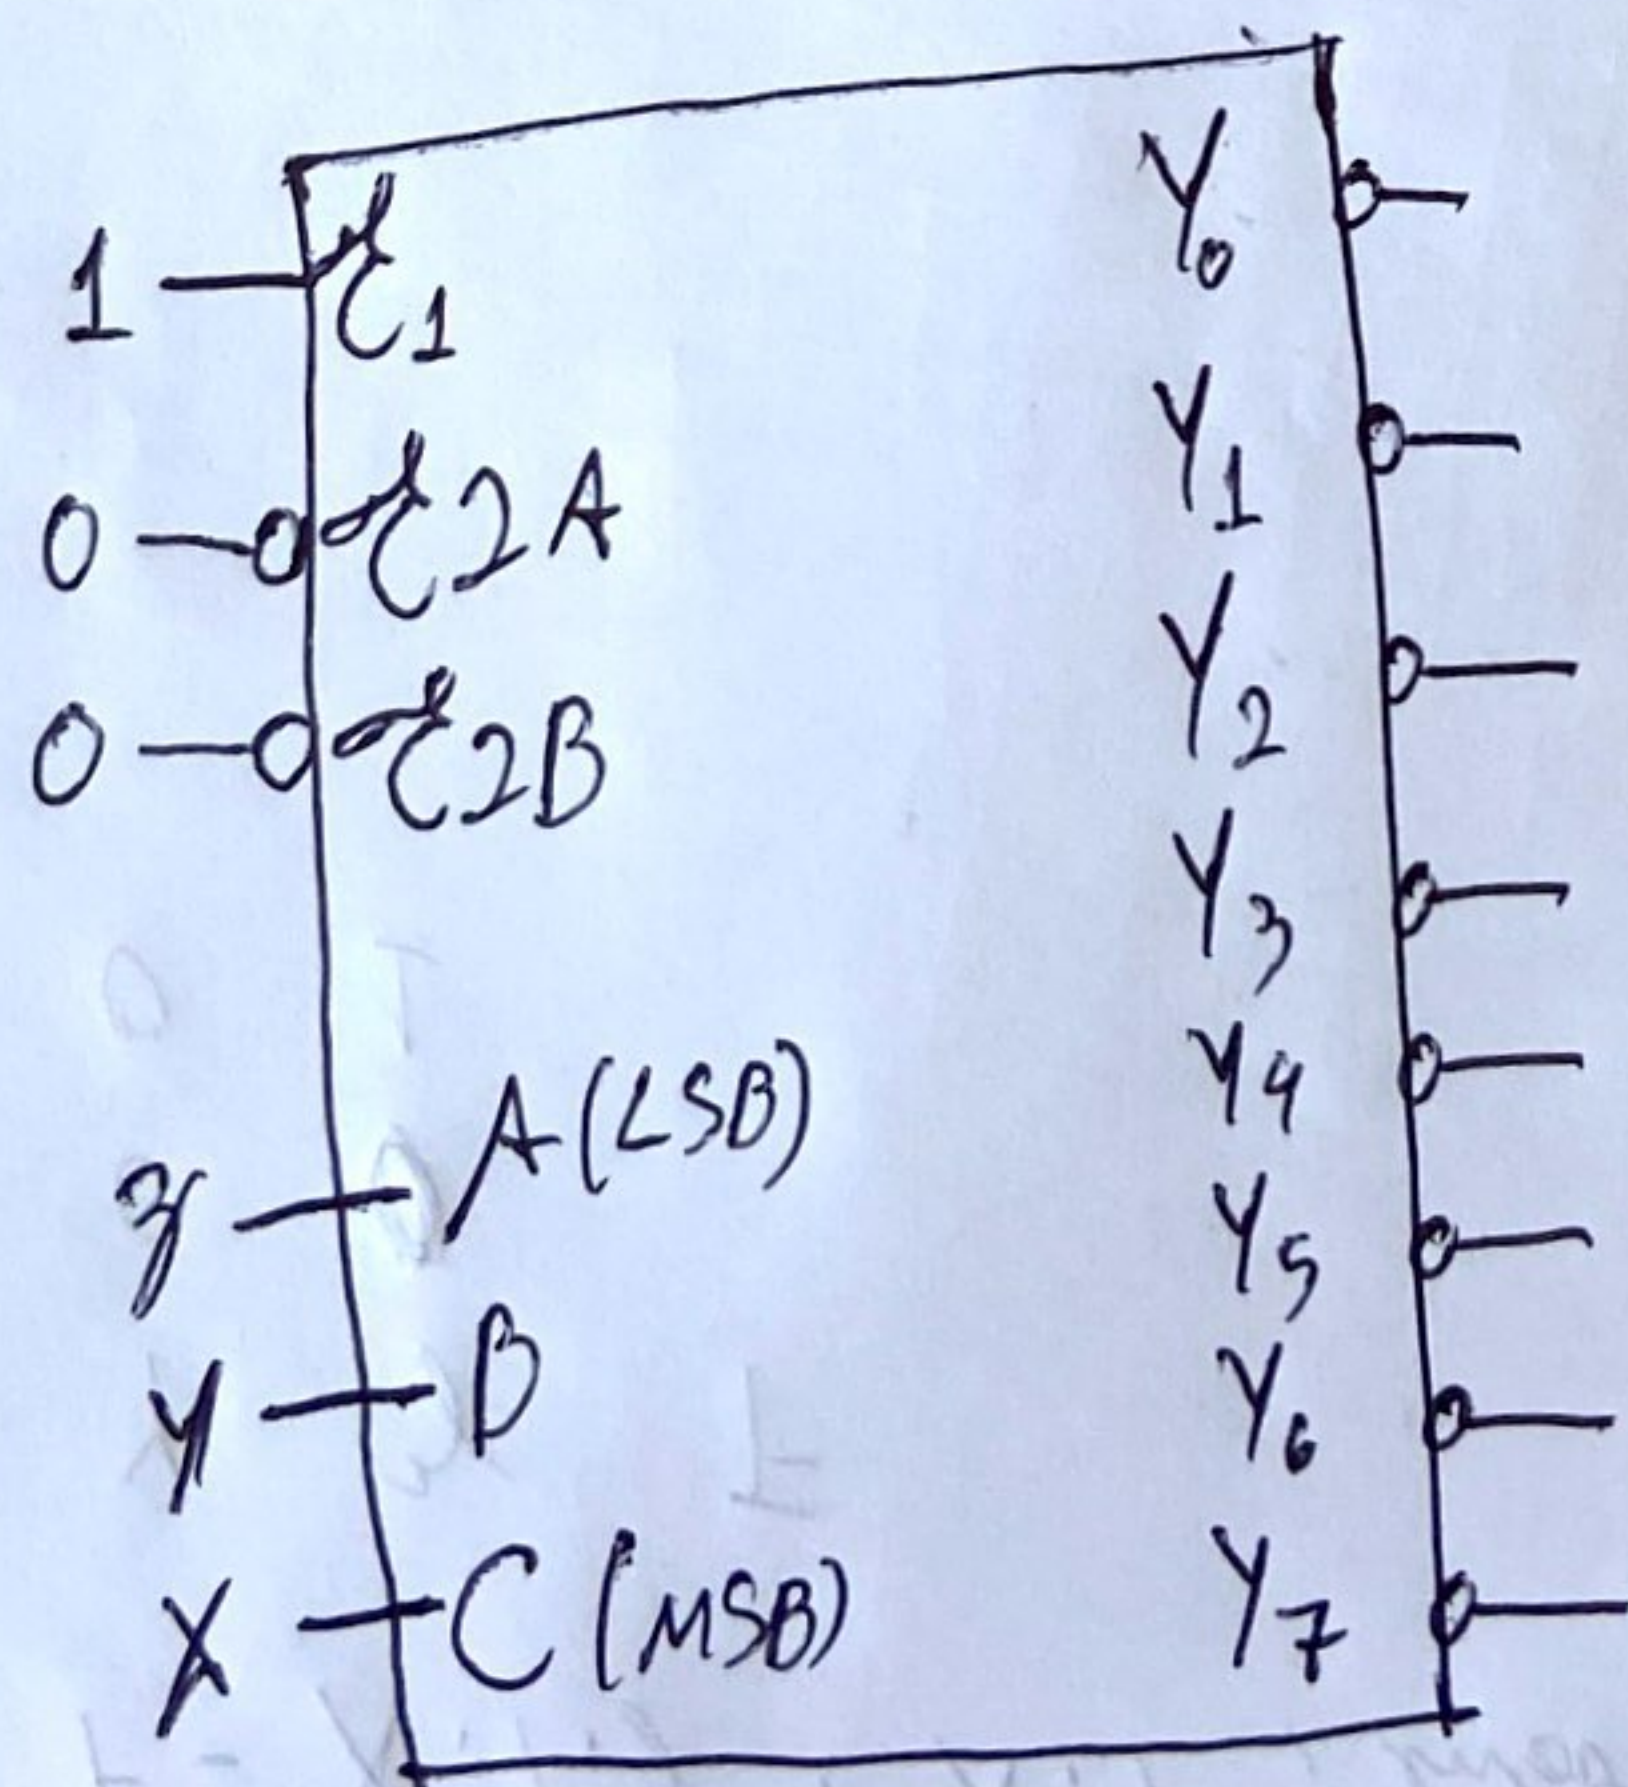 1 G1 Y0
0 G2A Y1
0 G2B Y2
Y3
z A (LSB) Y4
Y5
y B Y6
X C (MSB) Y7